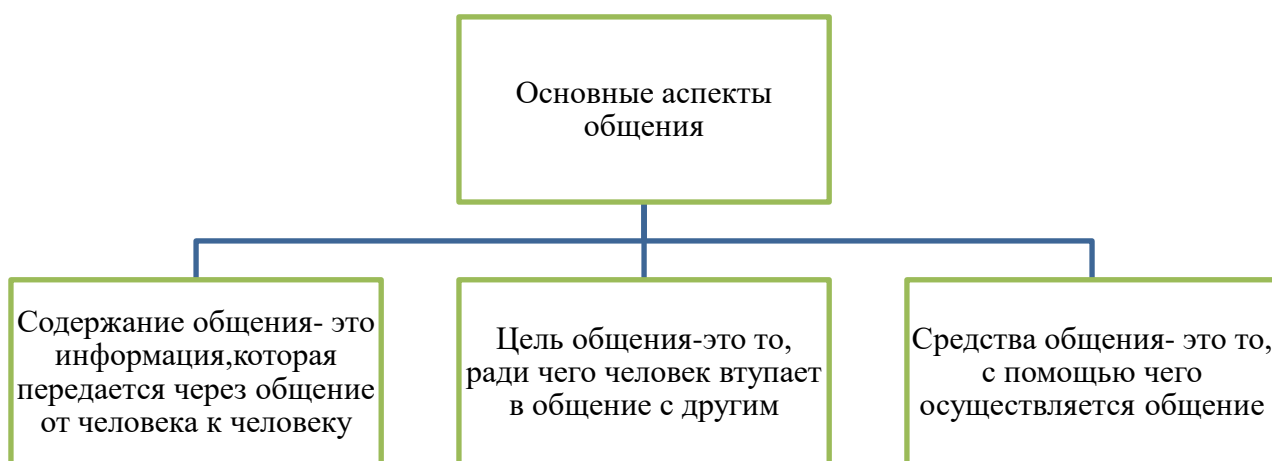 Основные аспекты
общения
Содержание общения- это
информация,которая
передается через общение
от человека к человеку
Цель общения-это то,
ради чего человек втупает
в общение с другим
Средства общения- это то,
с помощью чего
осуществляется общение